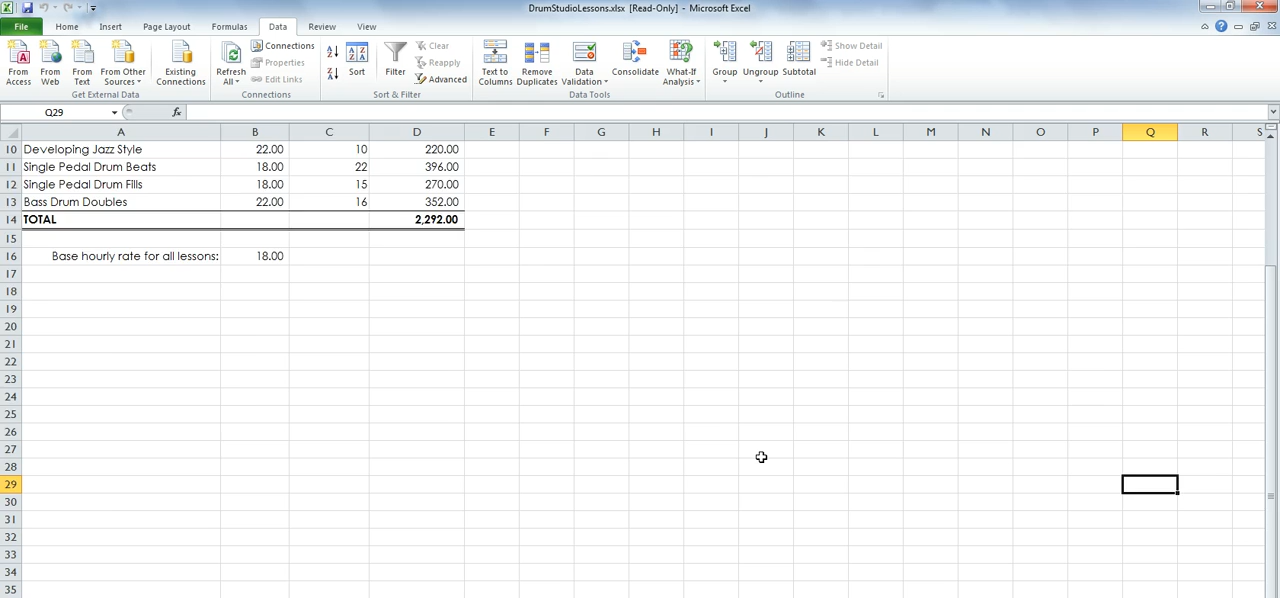 DrumStudioLessons.xlsx [Read-Only] - Microsoft Excel
File Home Insert Page Layout Formulas Data Review View
From Access
From Web
From Text
From Other Sources
Get External Data
Existing Connections
Refresh All
Connections
Properties
Edit Links
Connections
Sort
Filter
Clear
Reapply
Advanced
Sort & Filter
Text to Columns
Remove Duplicates
Data Validation
Consolidate
What-If Analysis
Data Tools
Group
Ungroup
Subtotal
Show Detail
Hide Detail
Outline
Q29 fx
A B C D E F G H I J K L M N O P Q R S
10 Developing Jazz Style 22.00 10 220.00
11 Single Pedal Drum Beats 18.00 22 396.00
12 Single Pedal Drum Fills 18.00 15 270.00
13 Bass Drum Doubles 22.00 16 352.00
14 TOTAL 2,292.00
15
16 Base hourly rate for all lessons: 18.00
17
18
19
20
21
22
23
24
25
26
27
28
29
30
31
32
33
34
35